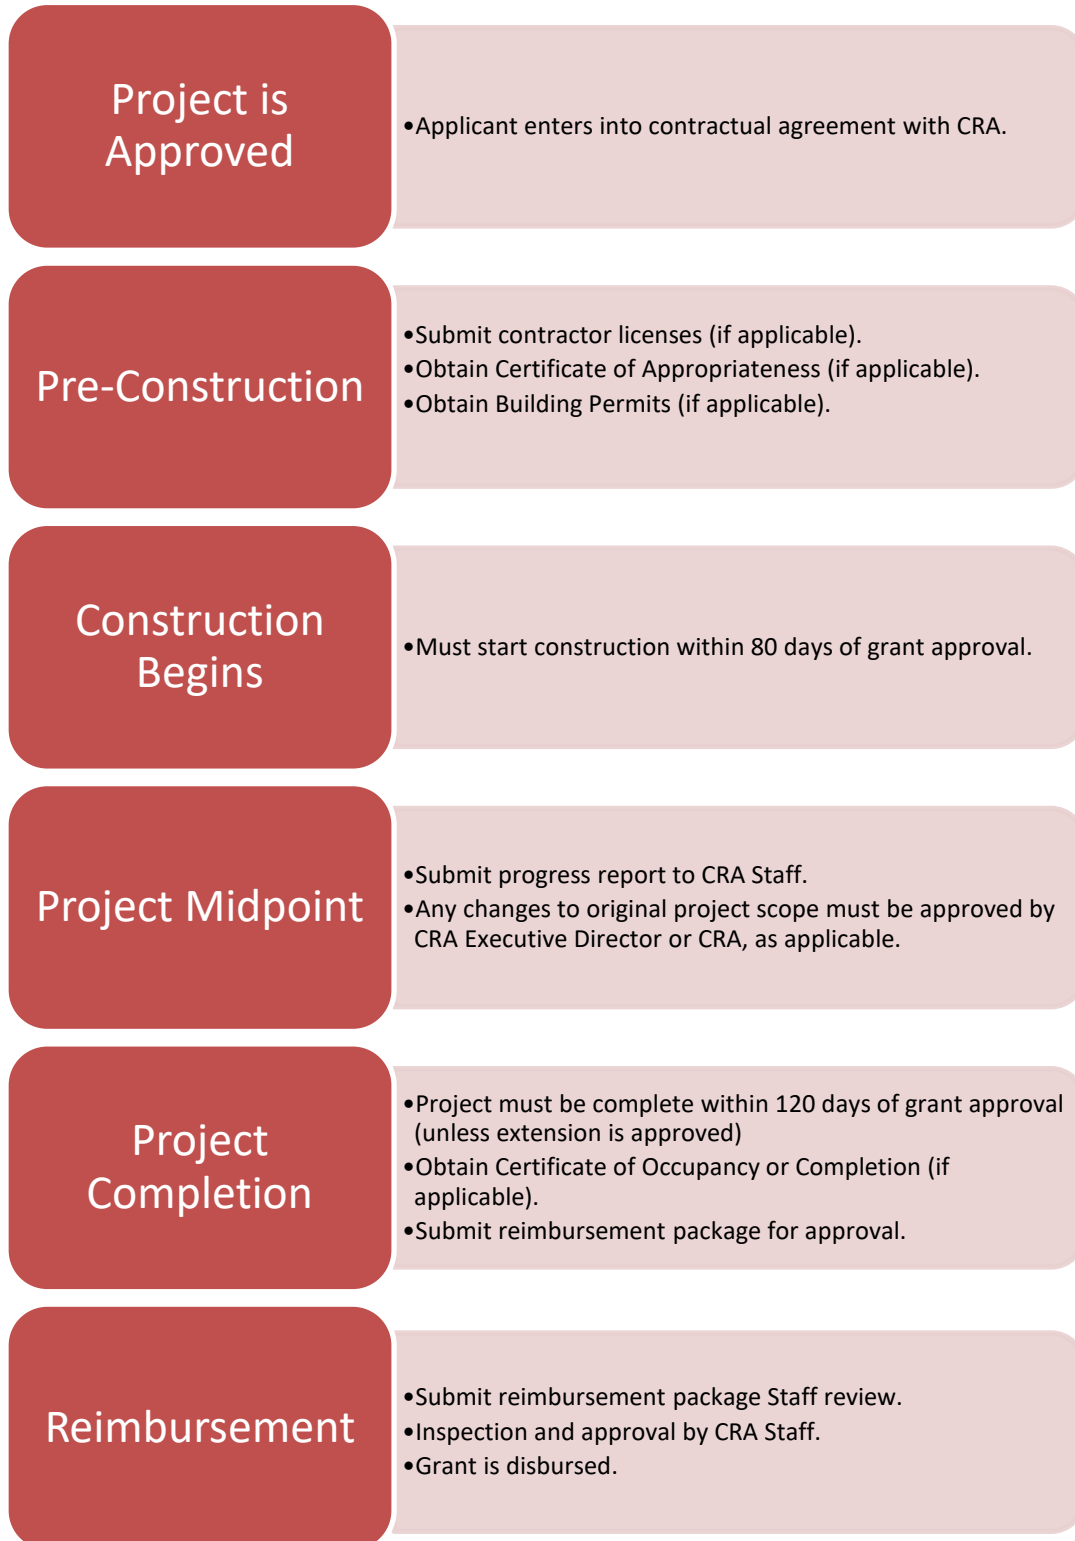 Project is
Approved
•Applicant enters into contractual agreement with CRA.
Pre-Construction
•Submit contractor licenses (if applicable).
•Obtain Certificate of Appropriateness (if applicable).
•Obtain Building Permits (if applicable).
Construction
Begins
•Must start construction within 80 days of grant approval.
Project Midpoint
•Submit progress report to CRA Staff.
•Any changes to original project scope must be approved by
CRA Executive Director or CRA, as applicable.
Project
Completion
•Project must be complete within 120 days of grant approval
(unless extension is approved)
•Obtain Certificate of Occupancy or Completion (if
applicable).
•Submit reimbursement package for approval.
Reimbursement
•Submit reimbursement package Staff review.
•Inspection and approval by CRA Staff.
•Grant is disbursed.